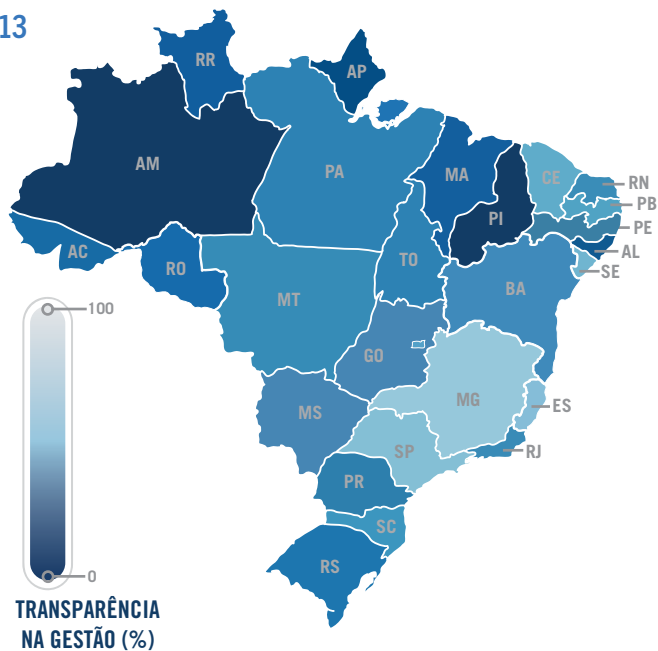 13
RR
AP
AM
PA
MA
CE
RN
PB
PI
PE
AC
RO
TO
AL
SE
BA
MT
100
GO
MG
ES
MS
SP
RJ
PR
SC
RS
0
TRANSPARÊNCIA
NA GESTÃO (%)